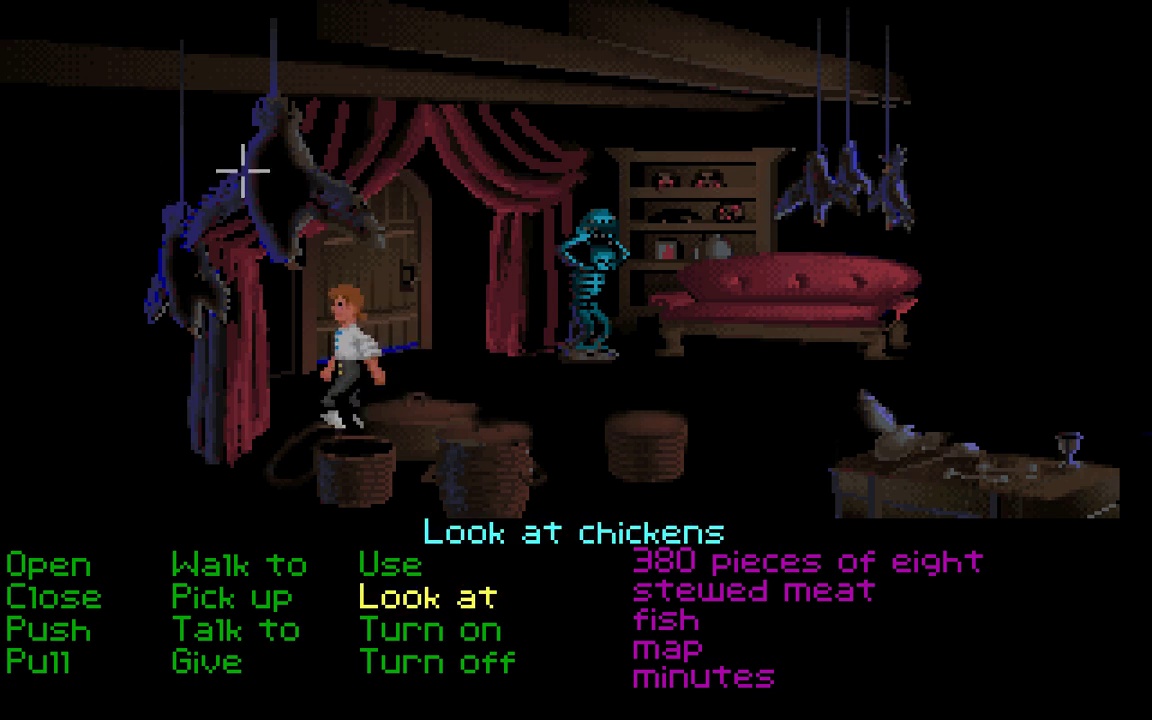 Look at chickens
Open Walk to Use
Close Pick up Look at
Push Talk to Turn on
Pull Give Turn off
380 pieces of eight
stewed meat
fish
map
minutes